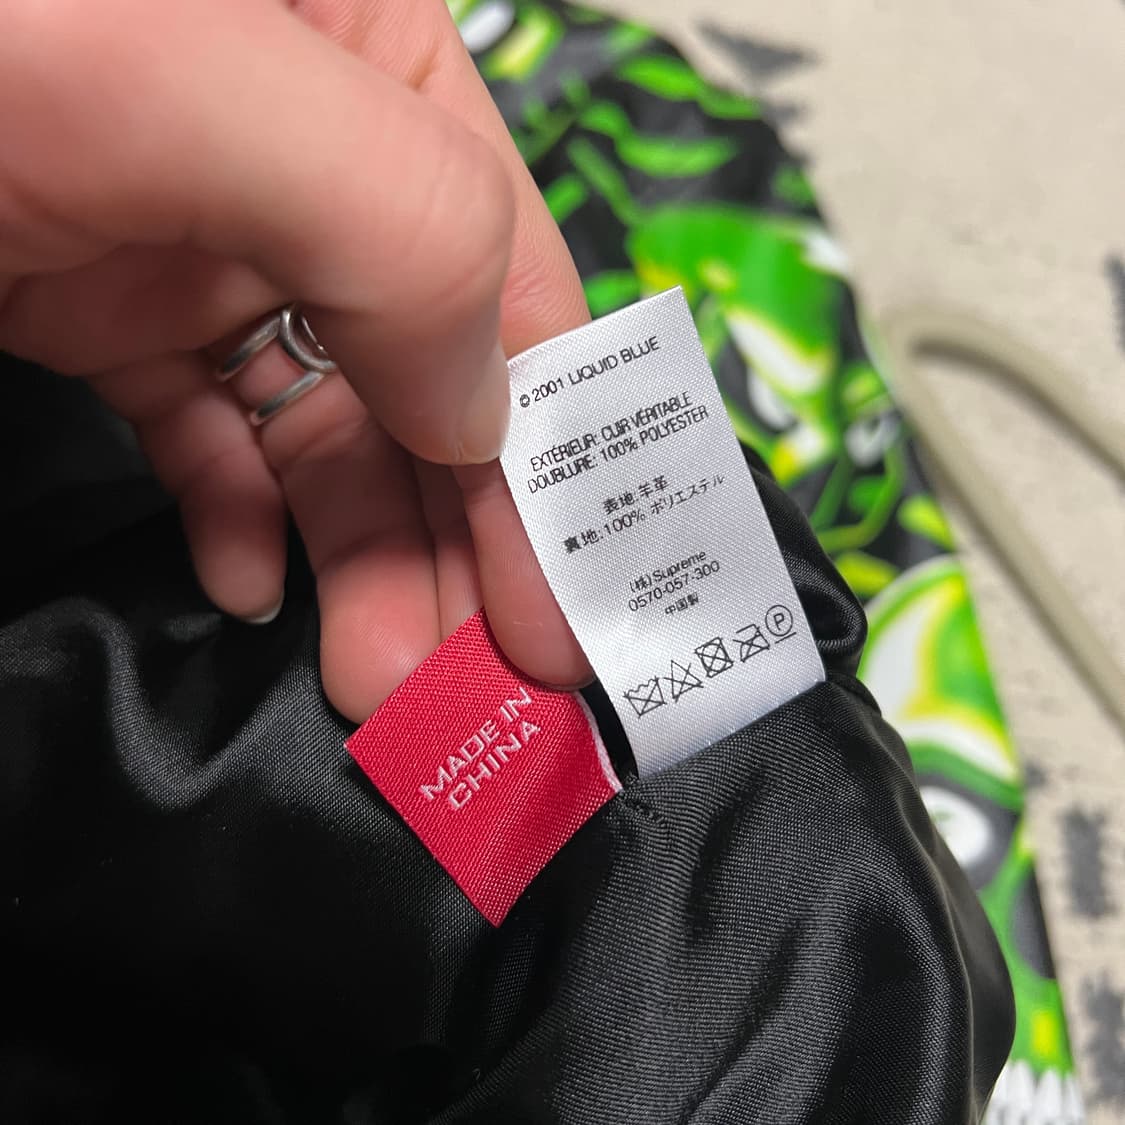 © 2001 LIQUID BLUE
EXTÉRIEUR: CUIR VÉRITABLE
DOUBLURE: 100% POLYESTER
表地:羊革
裏地:100% ポリエステル
(株)Supreme
0570-057-300
中国製
P
MADE IN
CHINA